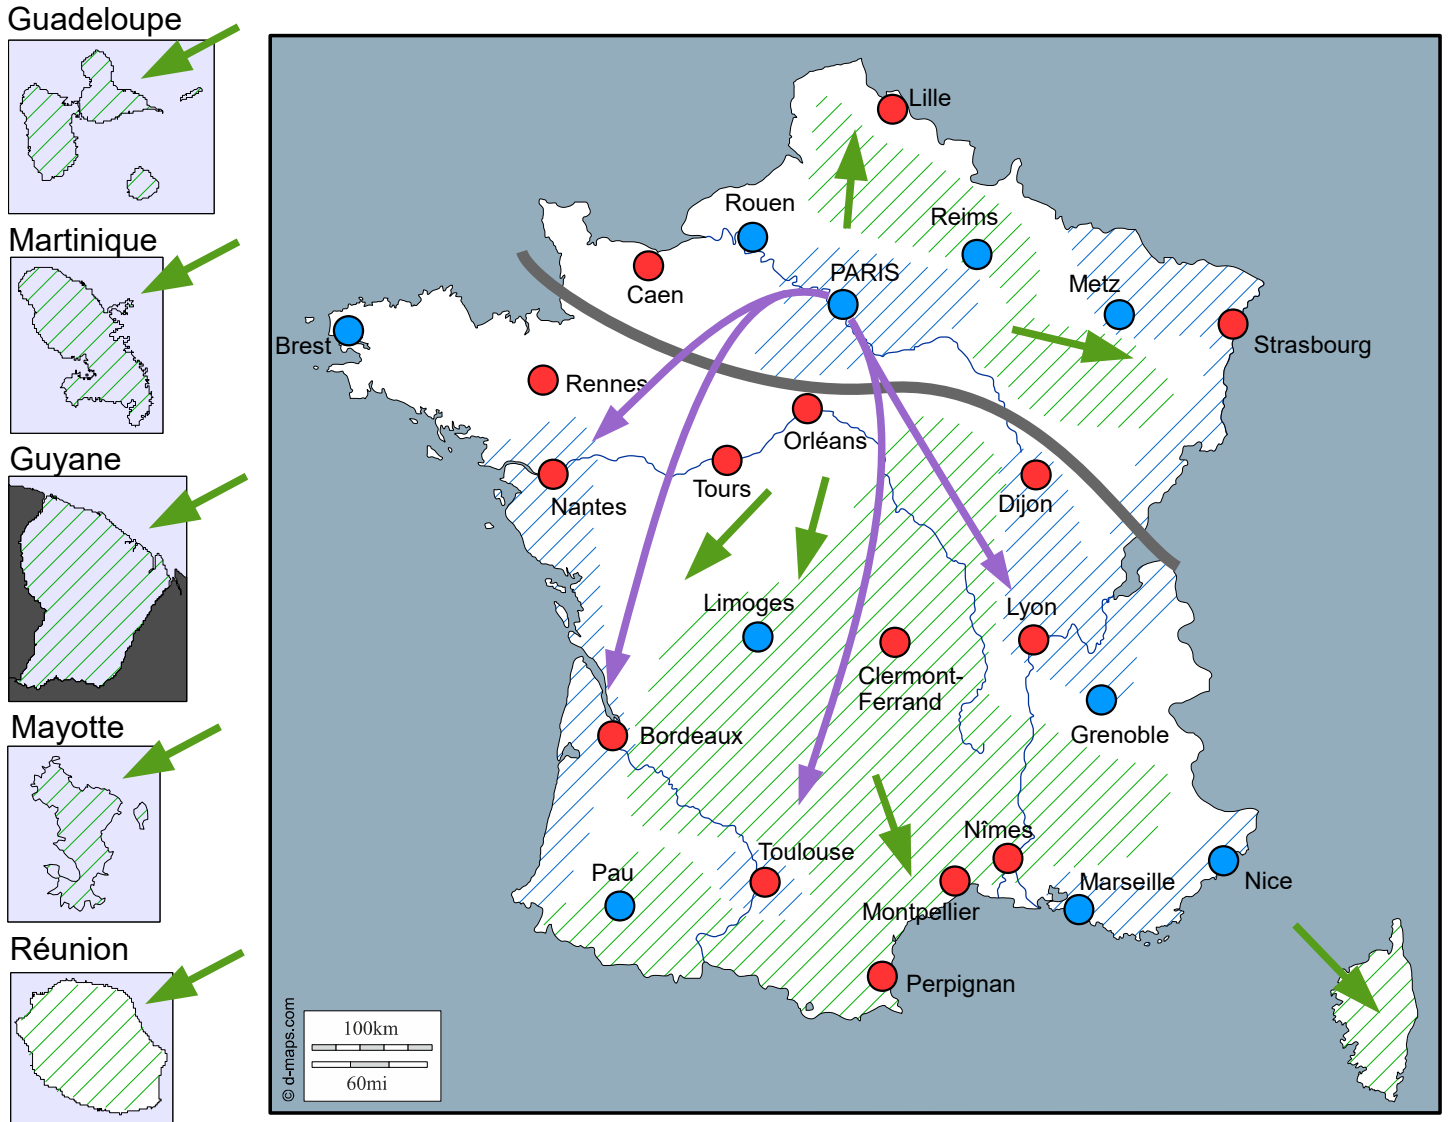 Guadeloupe
Martinique
Guyane
Mayotte
Réunion
Lille
Rouen
Reims
PARIS
Metz
Caen
Strasbourg
Brest
Rennes
Orléans
Tours
Nantes
Dijon
Limoges
Lyon
Clermont-
Ferrand
Bordeaux
Grenoble
Nîmes
Toulouse
Pau
Marseille
Nice
Montpellier
Perpignan
100km
60mi
© d-maps.com